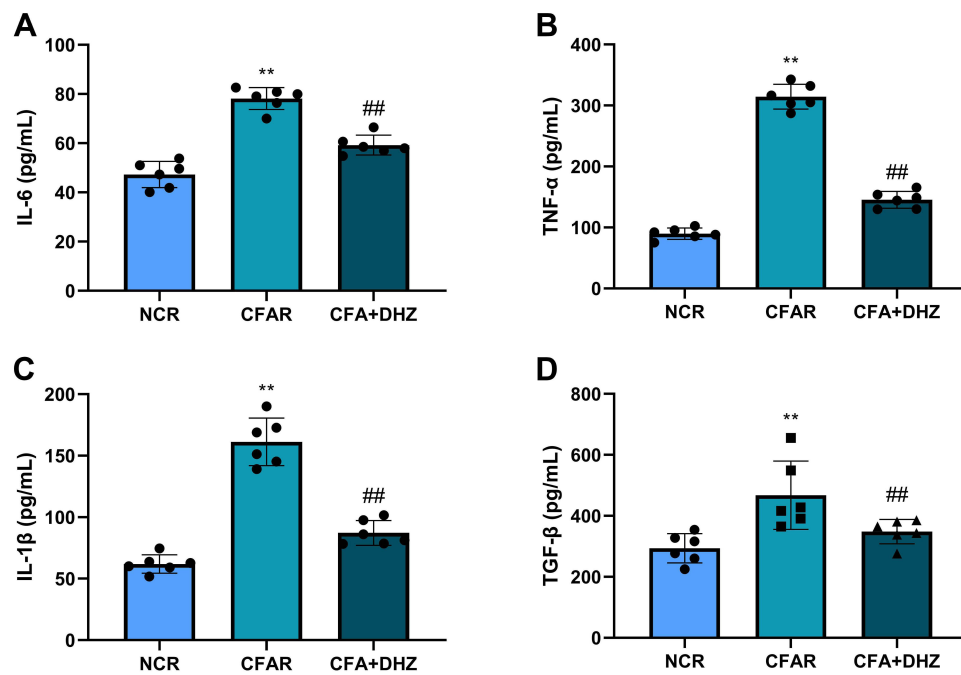 A
IL-6 (pg/mL)
100
80
60
40
20
0
**
##
NCR CFAR CFA+DHZ
B
TNF-α (pg/mL)
400
300
200
100
0
**
##
NCR CFAR CFA+DHZ
C
IL-1β (pg/mL)
200
150
100
50
0
**
##
NCR CFAR CFA+DHZ
D
TGF-β (pg/mL)
800
600
400
200
0
**
##
NCR CFAR CFA+DHZ